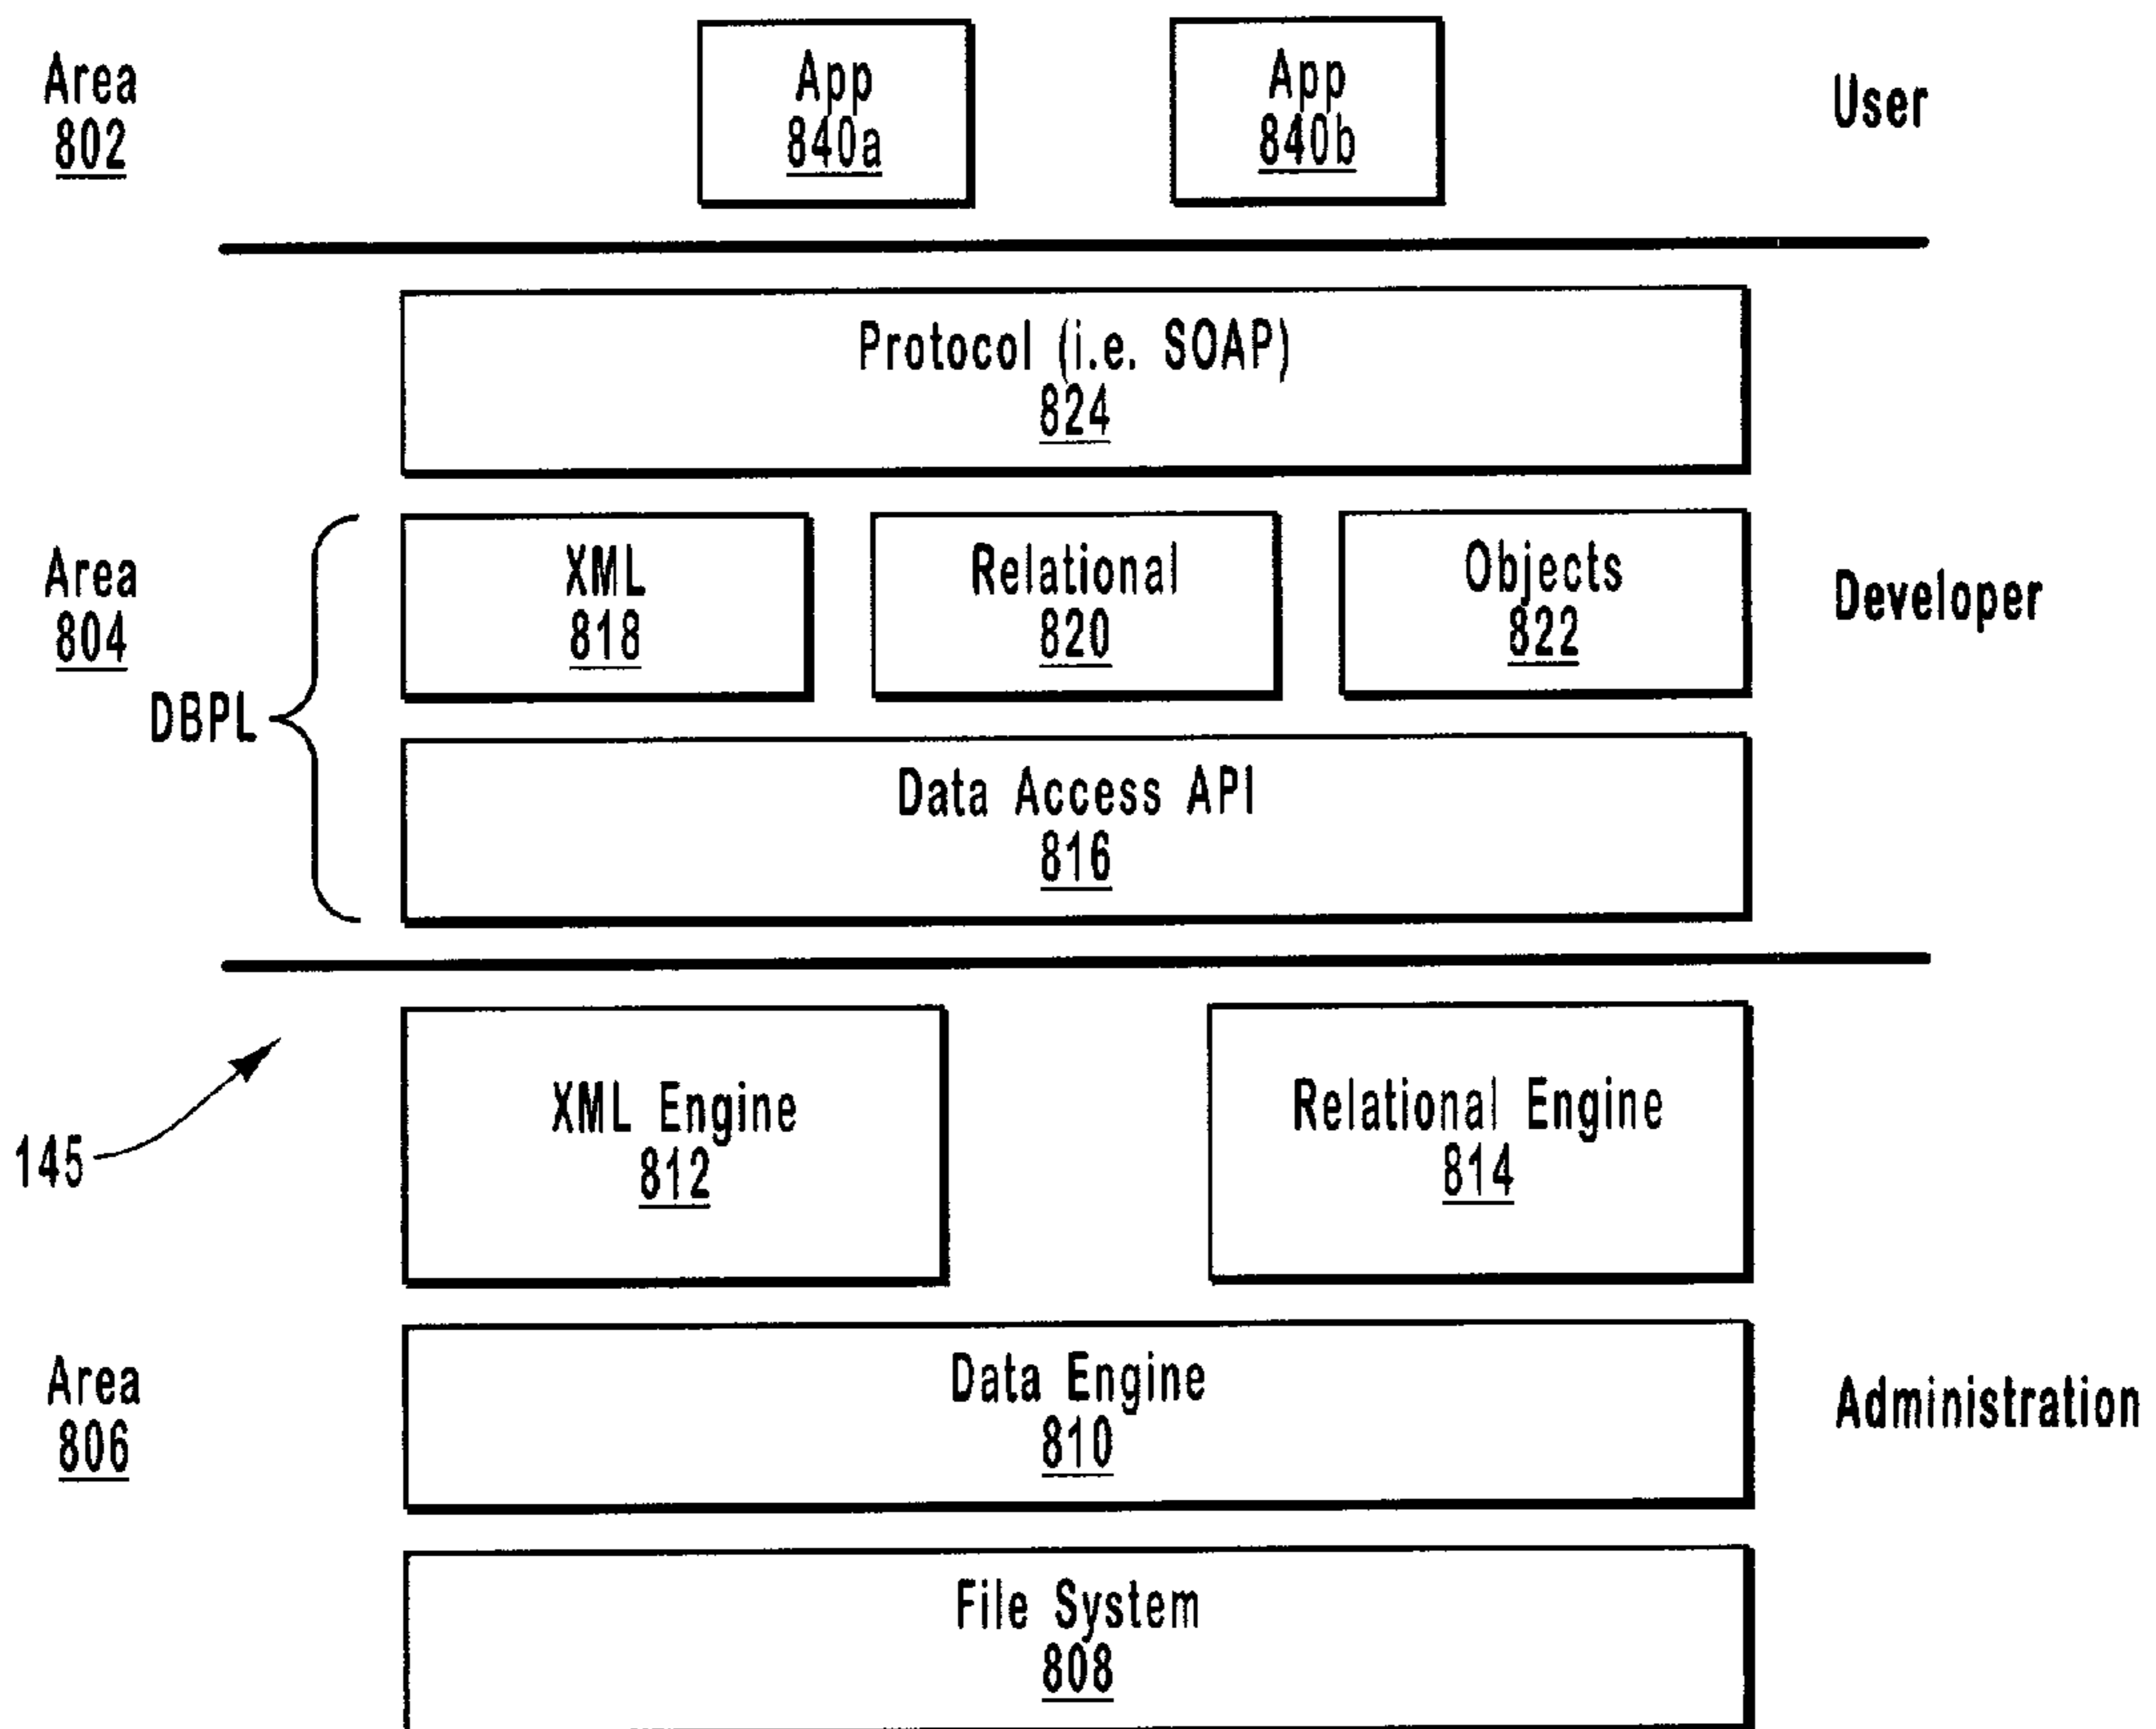 Area
802
App
840a
App
840b
User
Protocol (i.e. SOAP)
824
Area
804
DBPL
XML
818
Relational
820
Objects
822
Developer
Data Access API
816
145
XML Engine
812
Relational Engine
814
Area
806
Data Engine
810
Administration
File System
808